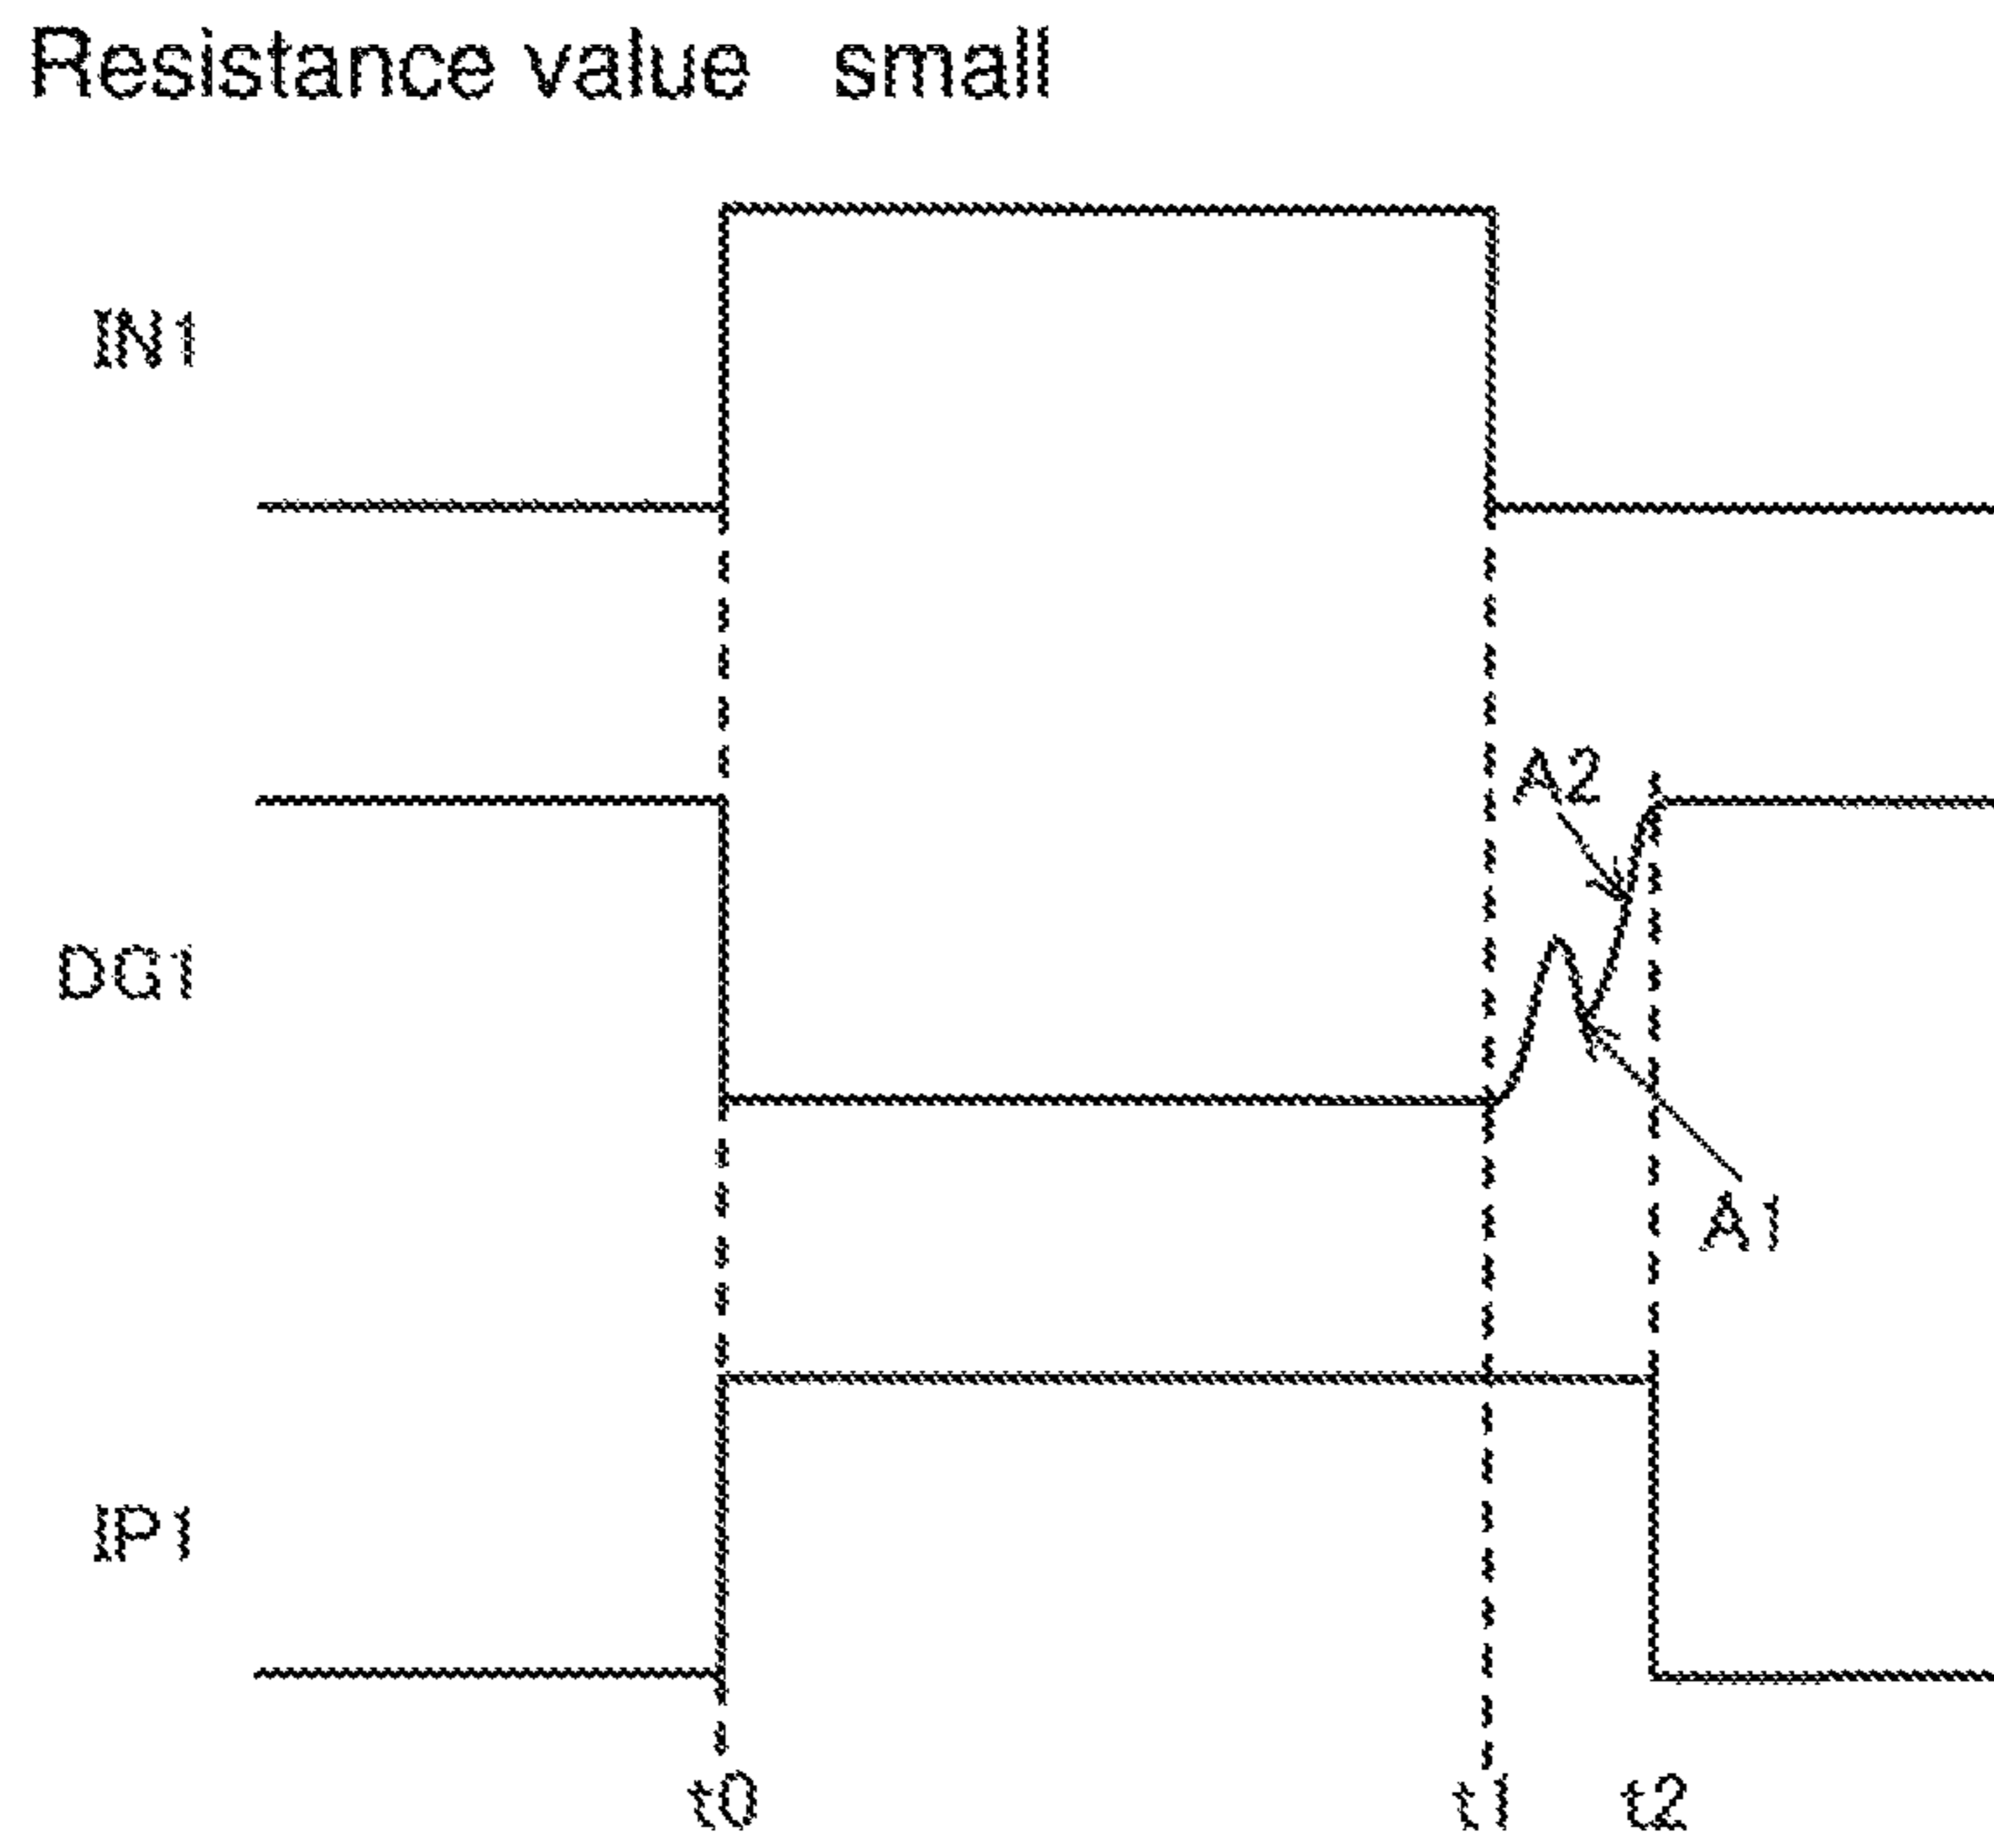 Resistance value small
IN1
A2
DG1
A1
IP1
t0 t1 t2